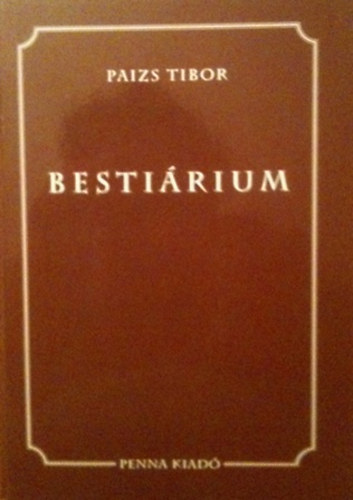 PAIZS TIBOR
BESTIÁRIUM
PENNA KIADÓ